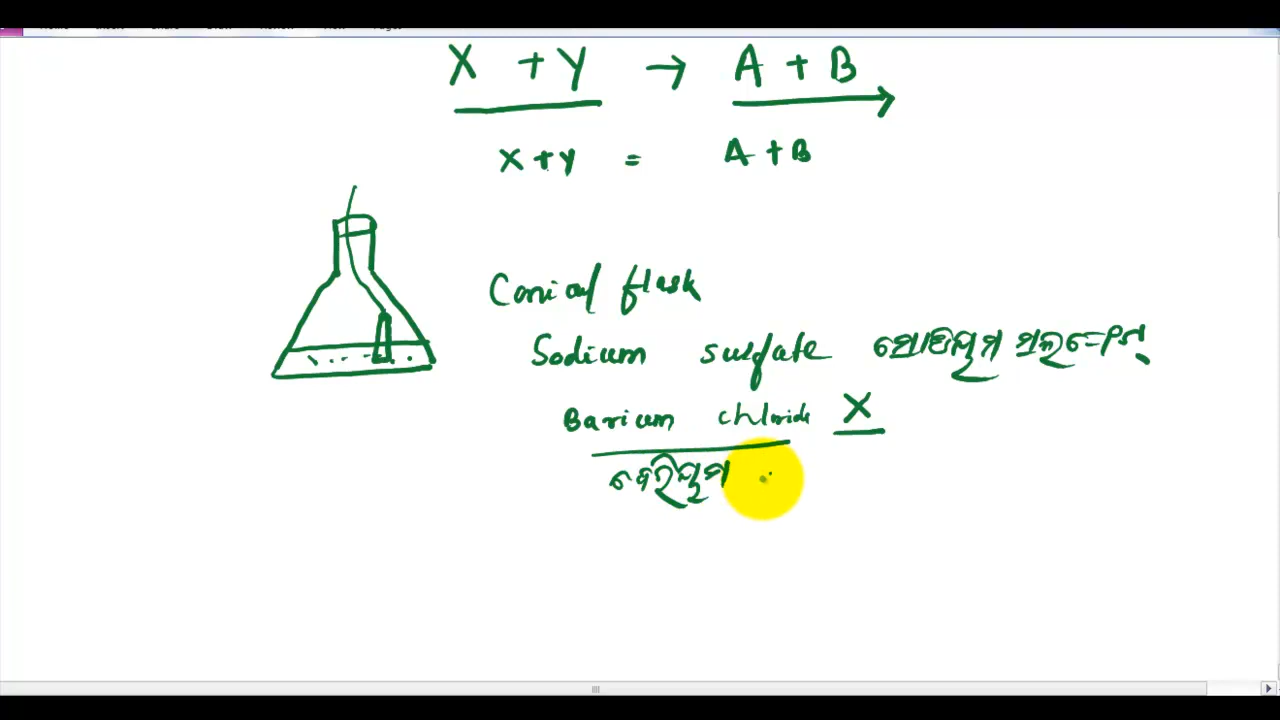 X + Y → A + B
X + Y = A + B
Conical flask
Sodium sulfate ସୋଡିୟମ ସଲଫେଟ
Barium chloride X
ବେରିୟମ